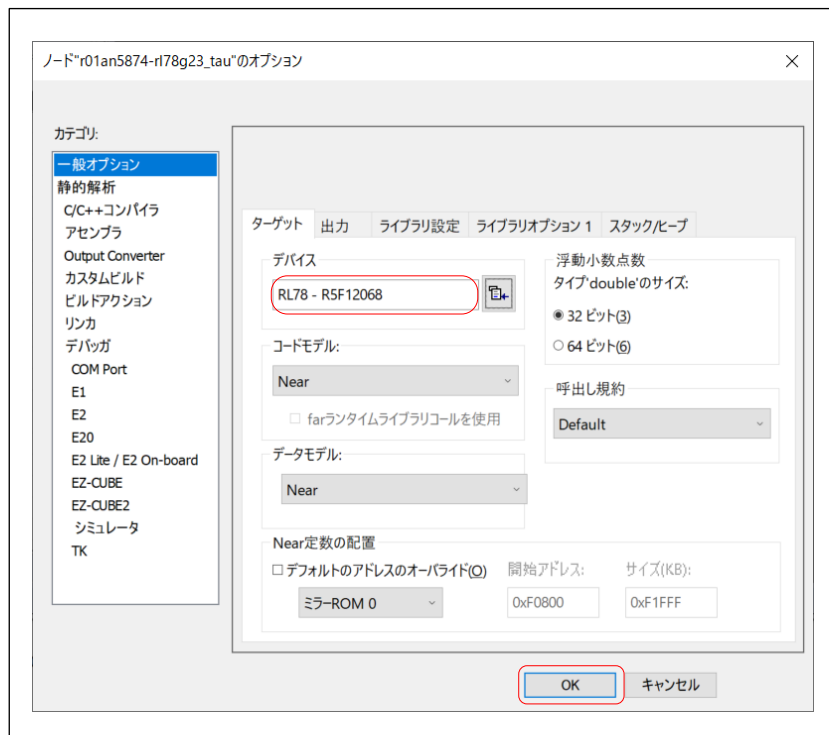 ノード"r01an5874-rl78g23_tau"のオプション
カテゴリ:
一般オプション
静的解析
C/C++コンパイラ
アセンブラ
Output Converter
カスタムビルド
ビルドアクション
リンカ
デバッガ
COM Port
E1
E2
E20
E2 Lite / E2 On-board
EZ-CUBE
EZ-CUBE2
シミュレータ
TK
ターゲット 出力 ライブラリ設定 ライブラリオプション 1 スタック/ヒープ
デバイス
RL78 - R5F12068
コードモデル:
Near
farランタイムライブラリコールを使用
データモデル:
Near
浮動小数点数
タイプ'double'のサイズ:
32 ビット(3)
64 ビット(6)
呼出し規約
Default
Near定数の配置
デフォルトのアドレスのオーバライド(O) 開始アドレス: サイズ(KB):
ミラーROM 0 0xF0800 0xF1FFF
OK キャンセル